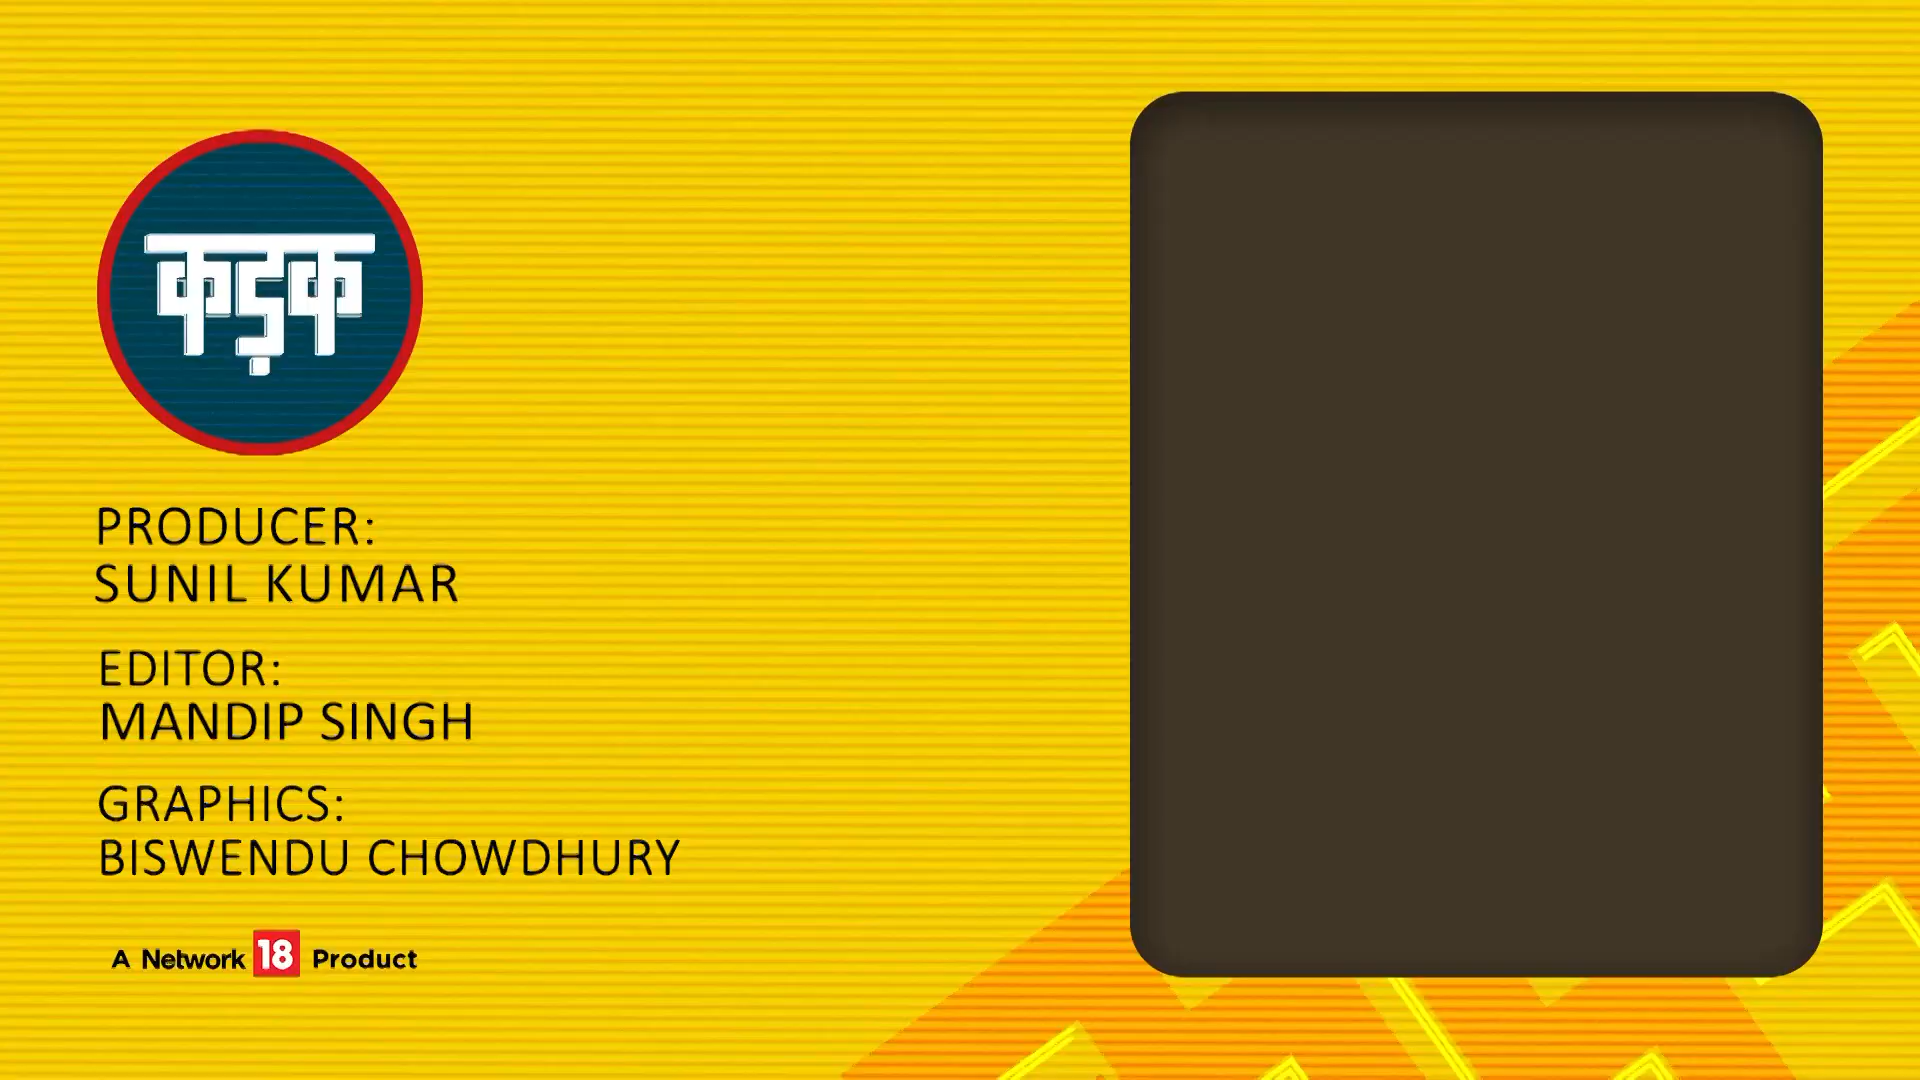 कड़क
PRODUCER:
SUNIL KUMAR
EDITOR:
MANDIP SINGH
GRAPHICS:
BISWENDU CHOWDHURY
A Network 18 Product